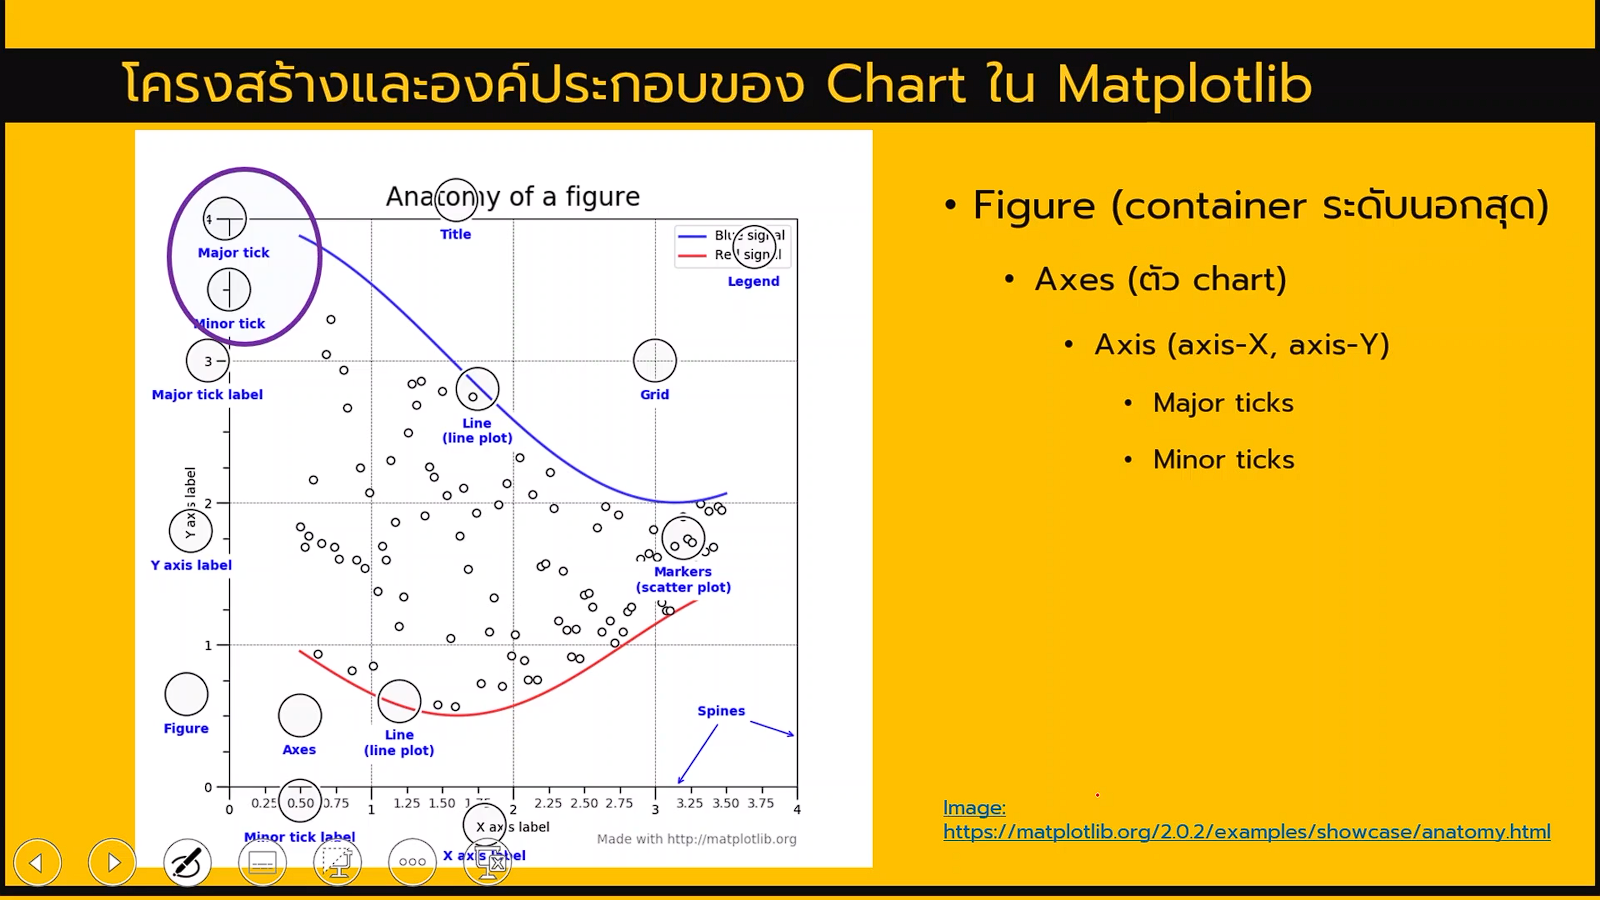 โครงสร้างและองค์ประกอบของ Chart ใน Matplotlib
Anatomy of a figure
Title
4
Major tick
Minor tick
Blue signal
Red signal
Legend
3
Major tick label
Grid
Line
(line plot)
Y axis label
2
Y axis label
Markers
(scatter plot)
1
Figure
Axes
Line
(line plot)
Spines
0
0 0.25 0.50 0.75 1 1.25 1.50 1.75 2 2.25 2.50 2.75 3 3.25 3.50 3.75 4
Minor tick label
X axis label
Made with http://matplotlib.org
X axis label
• Figure (container ระดับนอกสุด)
• Axes (ตัว chart)
• Axis (axis-X, axis-Y)
• Major ticks
• Minor ticks
Image:
https://matplotlib.org/2.0.2/examples/showcase/anatomy.html